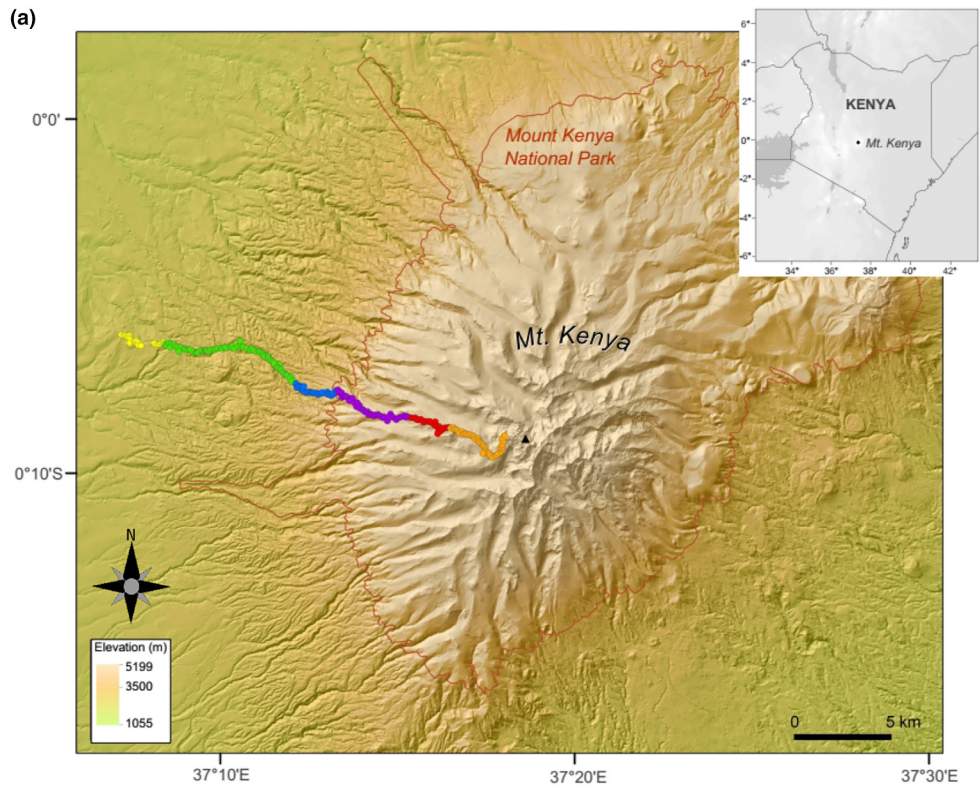 (a)
6°
4°
2°
0°
-2°
-4°
-6°
34°
36°
38°
40°
42°
KENYA
Mt. Kenya
0°0'
Mount Kenya
National Park
Mt. Kenya
0°10'S
N
Elevation (m)
5199
3500
1055
0
5 km
37°10'E
37°20'E
37°30'E